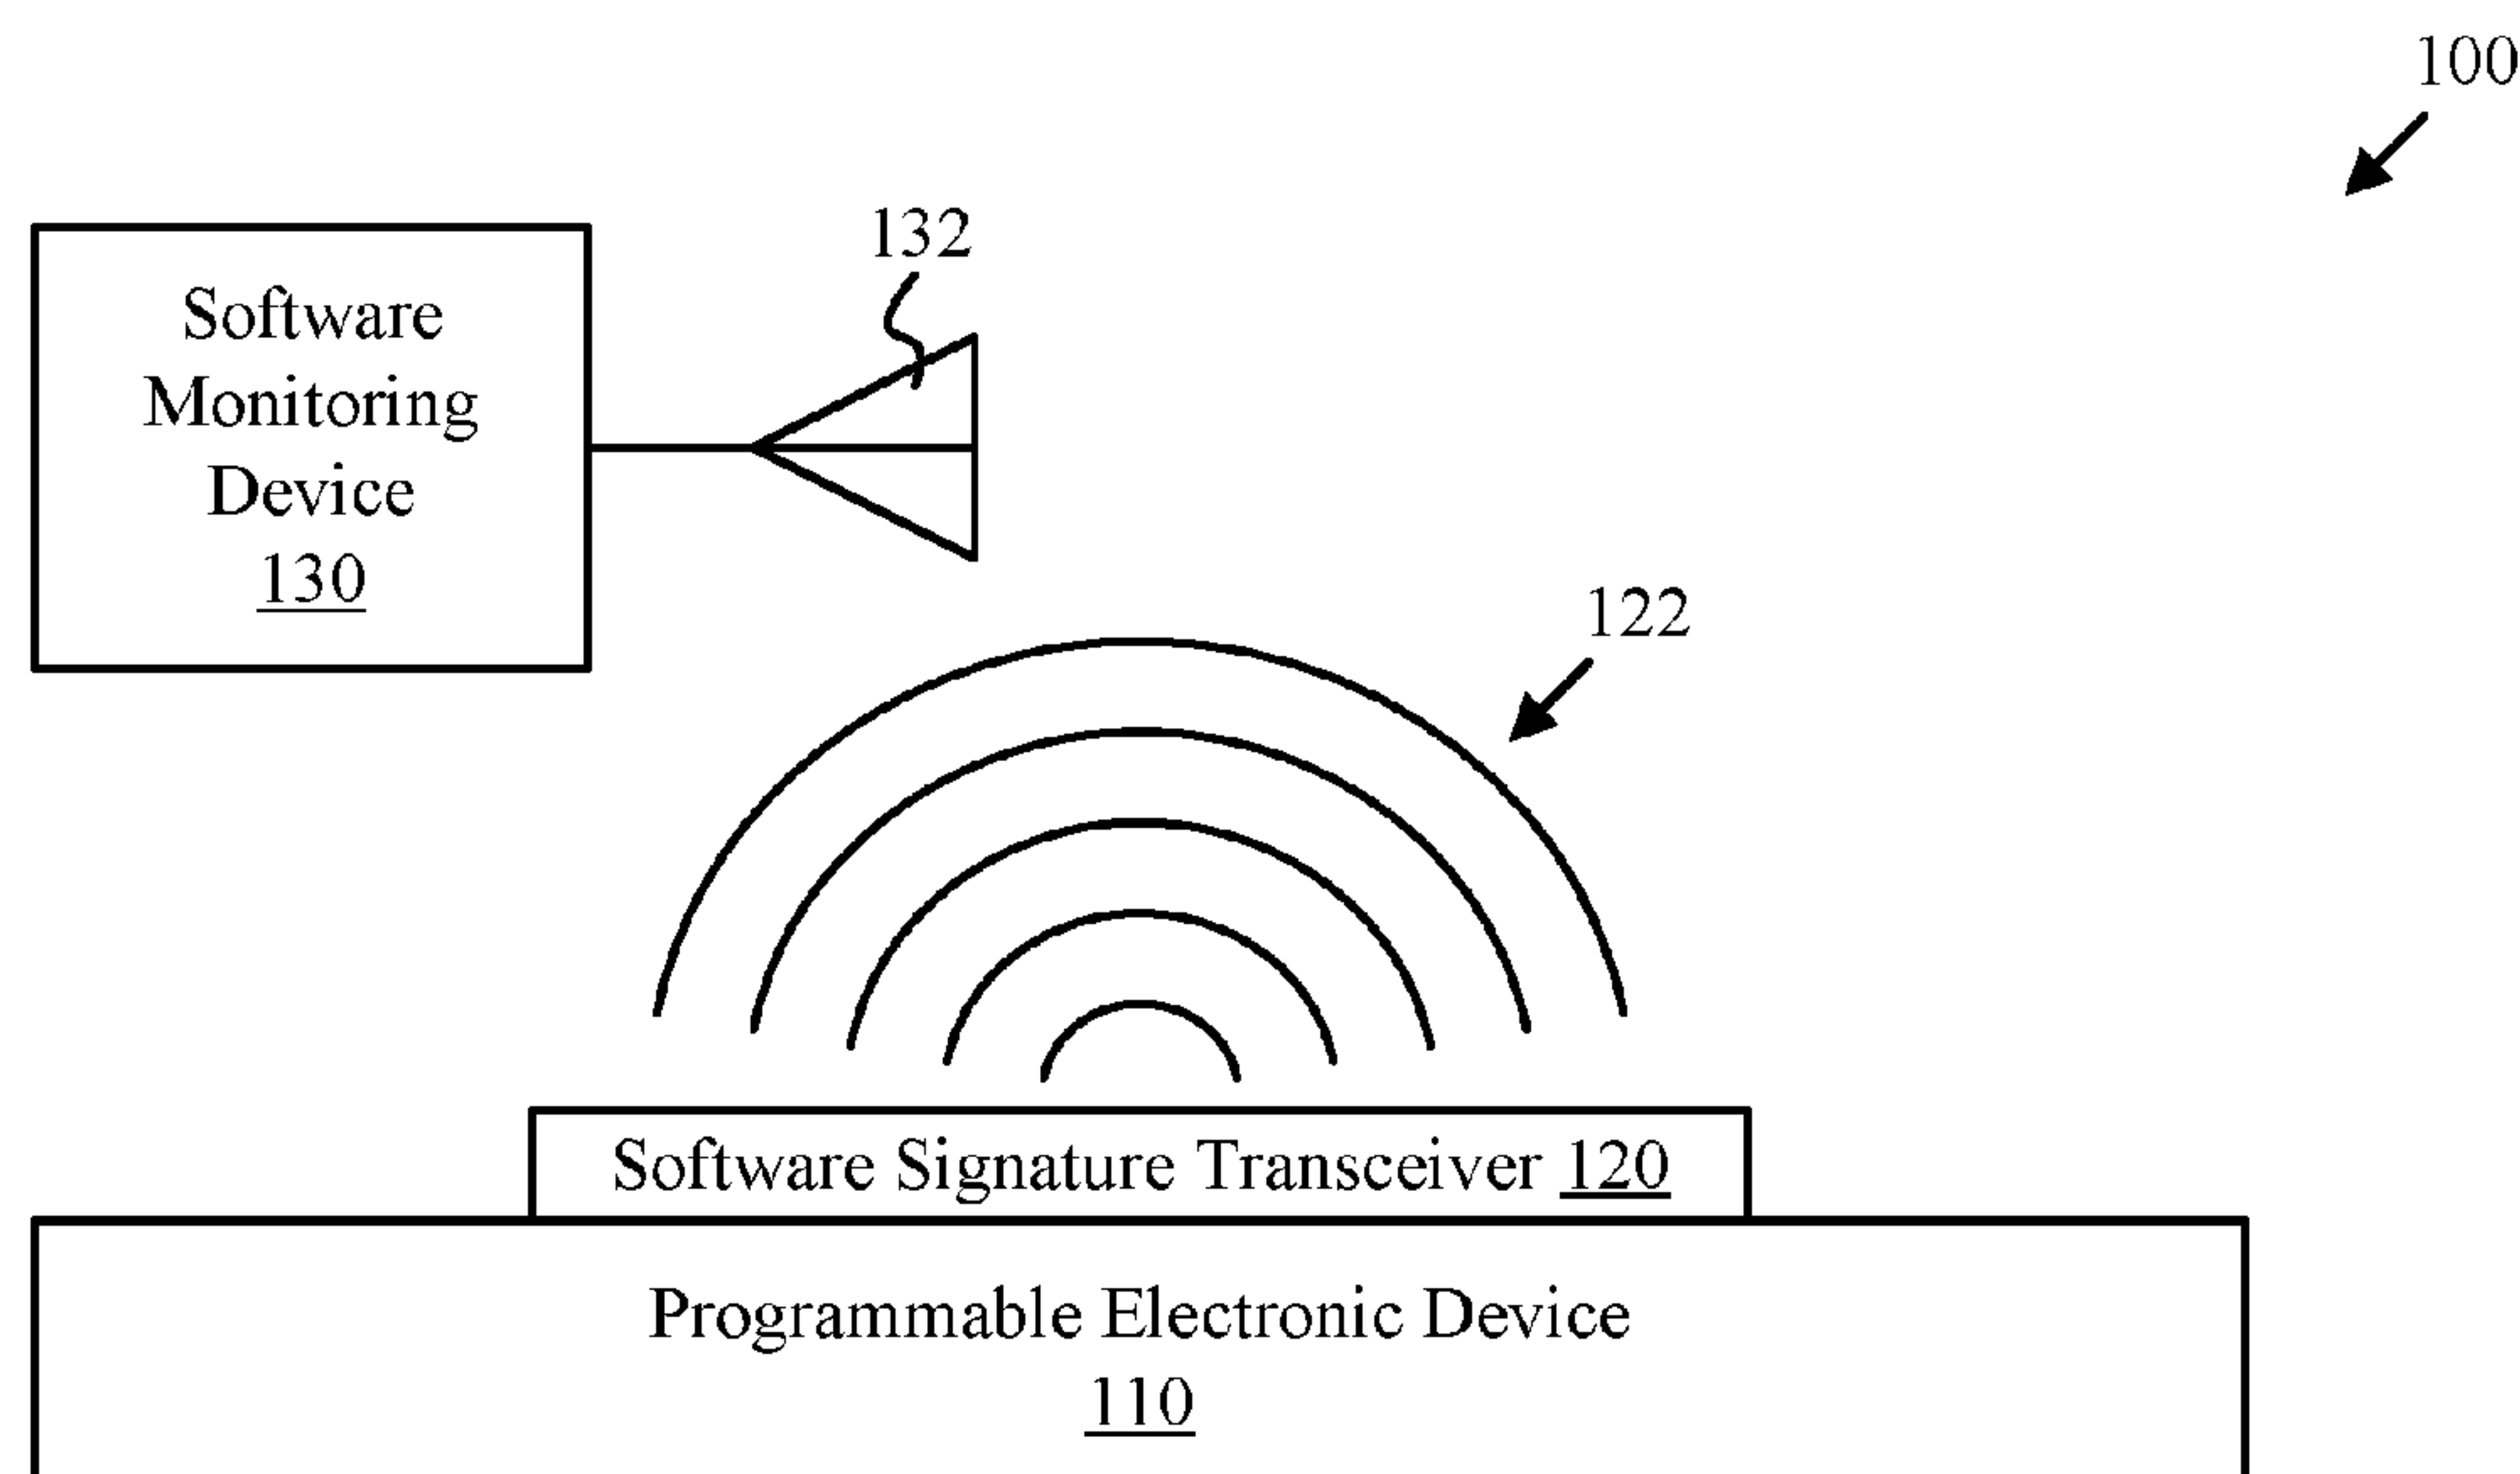 100
132
Software
Monitoring
Device
130
122
Software Signature Transceiver 120
Programmable Electronic Device
110